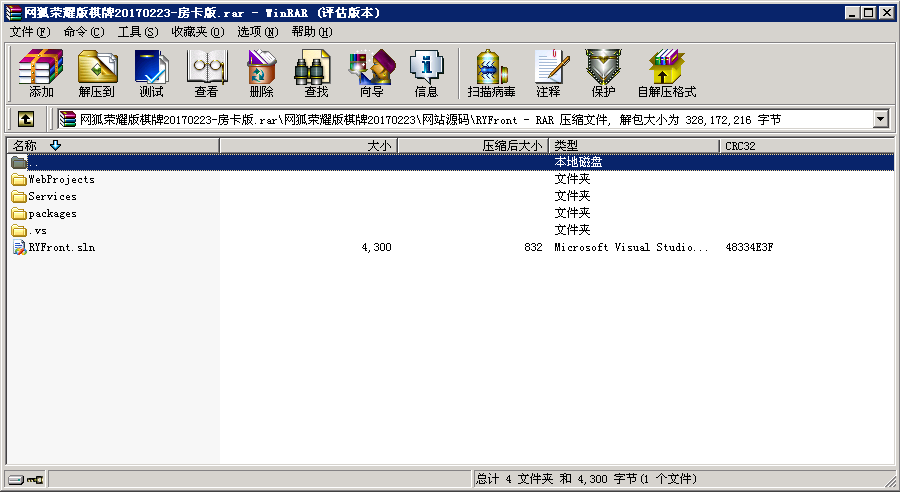 网狐荣耀版棋牌20170223-房卡版.rar - WinRAR (评估版本)
文件(F) 命令(C) 工具(S) 收藏夹(O) 选项(N) 帮助(H)
添加 解压到 测试 查看 删除 查找 向导 信息 扫描病毒 注释 保护 自解压格式
网狐荣耀版棋牌20170223-房卡版.rar\网狐荣耀版棋牌20170223\网站源码\RYFront - RAR 压缩文件, 解包大小为 328,172,216 字节
名称 大小 压缩后大小 类型 CRC32
.. 本地磁盘
WebProjects 文件夹
Services 文件夹
packages 文件夹
.vs 文件夹
RYFront.sln 4,300 832 Microsoft Visual Studio... 48334E3F
总计 4 文件夹 和 4,300 字节(1 个文件)